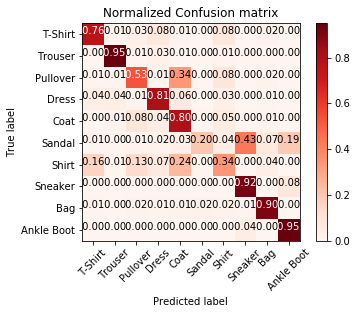 Normalized Confusion matrix
T-Shirt 0.76 0.01 0.03 0.08 0.01 0.00 0.08 0.00 0.02 0.00
Trouser 0.00 0.95 0.01 0.03 0.01 0.00 0.01 0.00 0.00 0.00
Pullover 0.01 0.01 0.53 0.01 0.34 0.00 0.08 0.00 0.02 0.00
Dress 0.04 0.04 0.01 0.81 0.06 0.00 0.03 0.00 0.01 0.00
Coat 0.00 0.01 0.08 0.04 0.80 0.00 0.05 0.00 0.01 0.00
Sandal 0.01 0.00 0.01 0.02 0.20 0.04 0.43 0.07 0.19
Shirt 0.16 0.01 0.13 0.07 0.24 0.00 0.34 0.00 0.04 0.00
Sneaker 0.00 0.00 0.00 0.00 0.00 0.00 0.00 0.92 0.00 0.08
Bag 0.01 0.00 0.02 0.01 0.01 0.02 0.02 0.01 0.90 0.00
Ankle Boot 0.00 0.00 0.00 0.00 0.00 0.00 0.00 0.04 0.01 0.95
True label
T-Shirt Trouser Pullover Dress Coat Sandal Shirt Sneaker Bag Ankle Boot
Predicted label
0.8
0.6
0.4
0.2
0.0